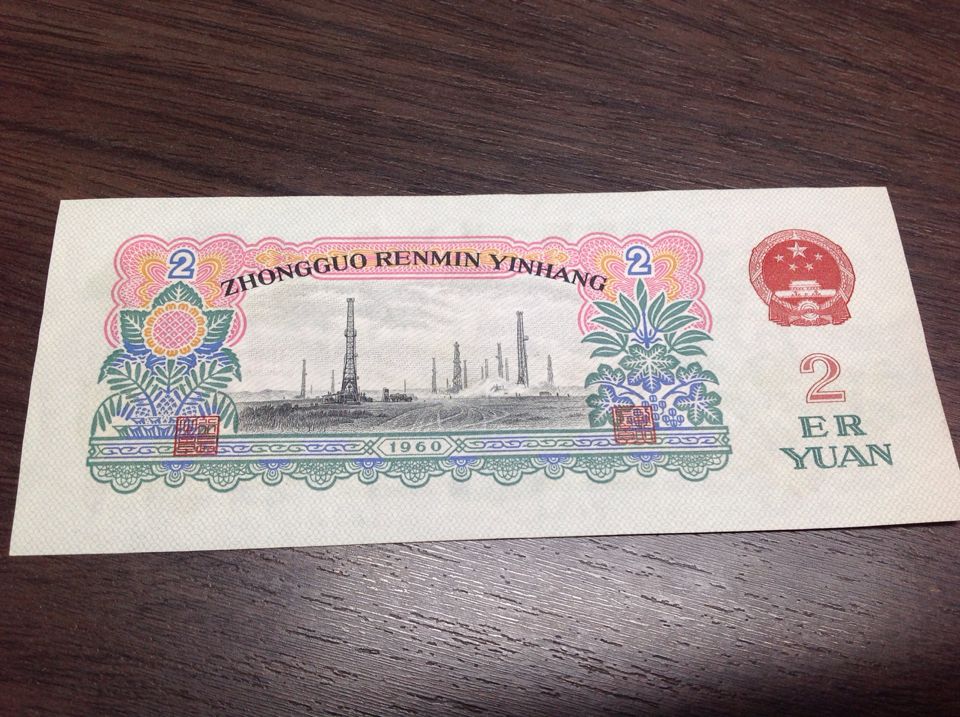 2
2
ZHONGGUO RENMIN YINHANG
1960
2
ER
YUAN